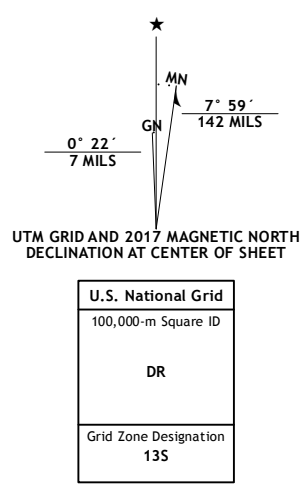 ★
MN
GN
7° 59´
142 MILS
0° 22´
7 MILS
UTM GRID AND 2017 MAGNETIC NORTH
DECLINATION AT CENTER OF SHEET
U.S. National Grid
100,000-m Square ID
DR
Grid Zone Designation
13S